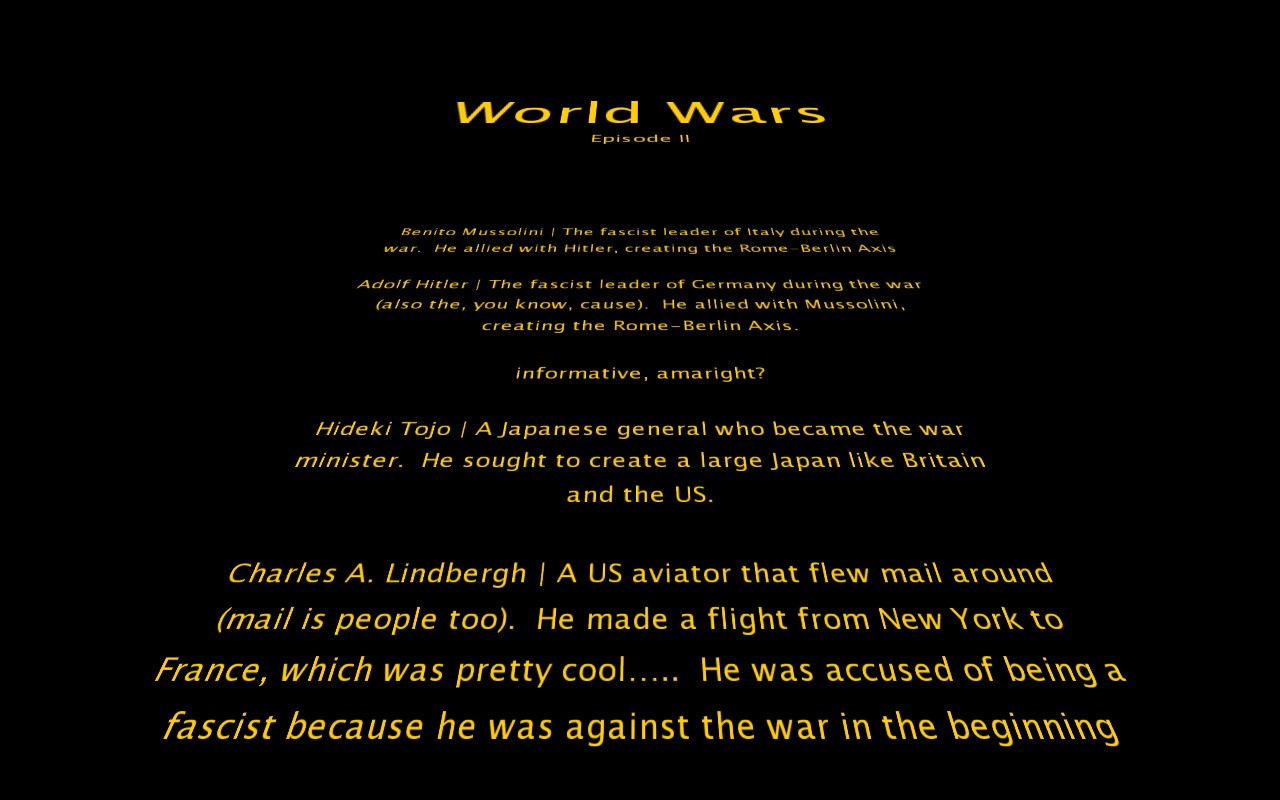 World Wars
Episode II
Benito Mussolini | The fascist leader of Italy during the
war.  He allied with Hitler, creating the Rome-Berlin Axis
Adolf Hitler | The fascist leader of Germany during the war
(also the, you know, cause).  He allied with Mussolini,
creating the Rome-Berlin Axis.
informative, amaright?
Hideki Tojo | A Japanese general who became the war
minister.  He sought to create a large Japan like Britain
and the US.
Charles A. Lindbergh | A US aviator that flew mail around
(mail is people too).  He made a flight from New York to
France, which was pretty cool.....  He was accused of being a
fascist because he was against the war in the beginning